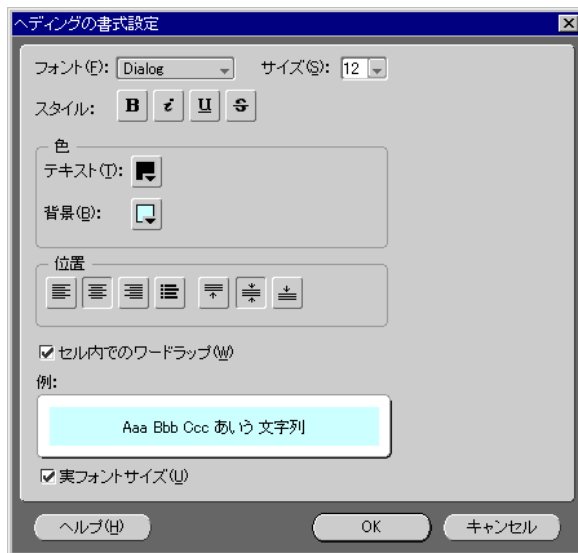 ヘディングの書式設定
フォント(F): Dialog サイズ(S): 12
スタイル: B i U S
色
テキスト(T):
背景(B):
位置
セル内でのワードラップ(W)
例:
Aaa Bbb Ccc あいう 文字列
実フォントサイズ(U)
ヘルプ(H) OK キャンセル